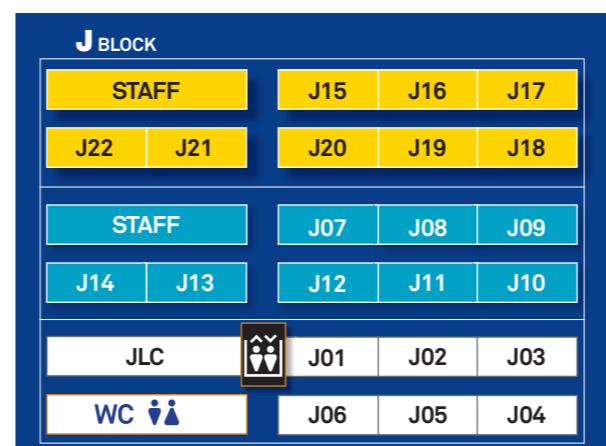 J BLOCK
STAFF J15 J16 J17
J22 J21 J20 J19 J18
STAFF J07 J08 J09
J14 J13 J12 J11 J10
JLC J01 J02 J03
WC J06 J05 J04